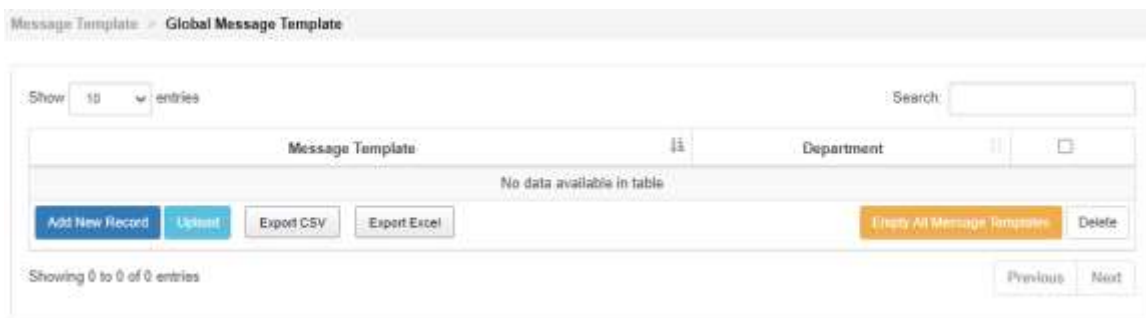 Message Template > Global Message Template
Show 10 entries Search:
Message Template Department
No data available in table
Add New Record Upload Export CSV Export Excel Empty All Message Templates Delete
Showing 0 to 0 of 0 entries Previous Next